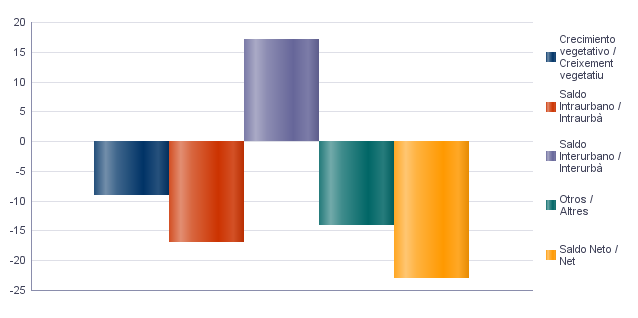 20
15
10
5
0
-5
-10
-15
-20
-25
Crecimiento
vegetativo /
Creixement
vegetatiu
Saldo
Intraurbano /
Intraurbà
Saldo
Interurbano /
Interurbà
Otros /
Altres
Saldo Neto /
Net